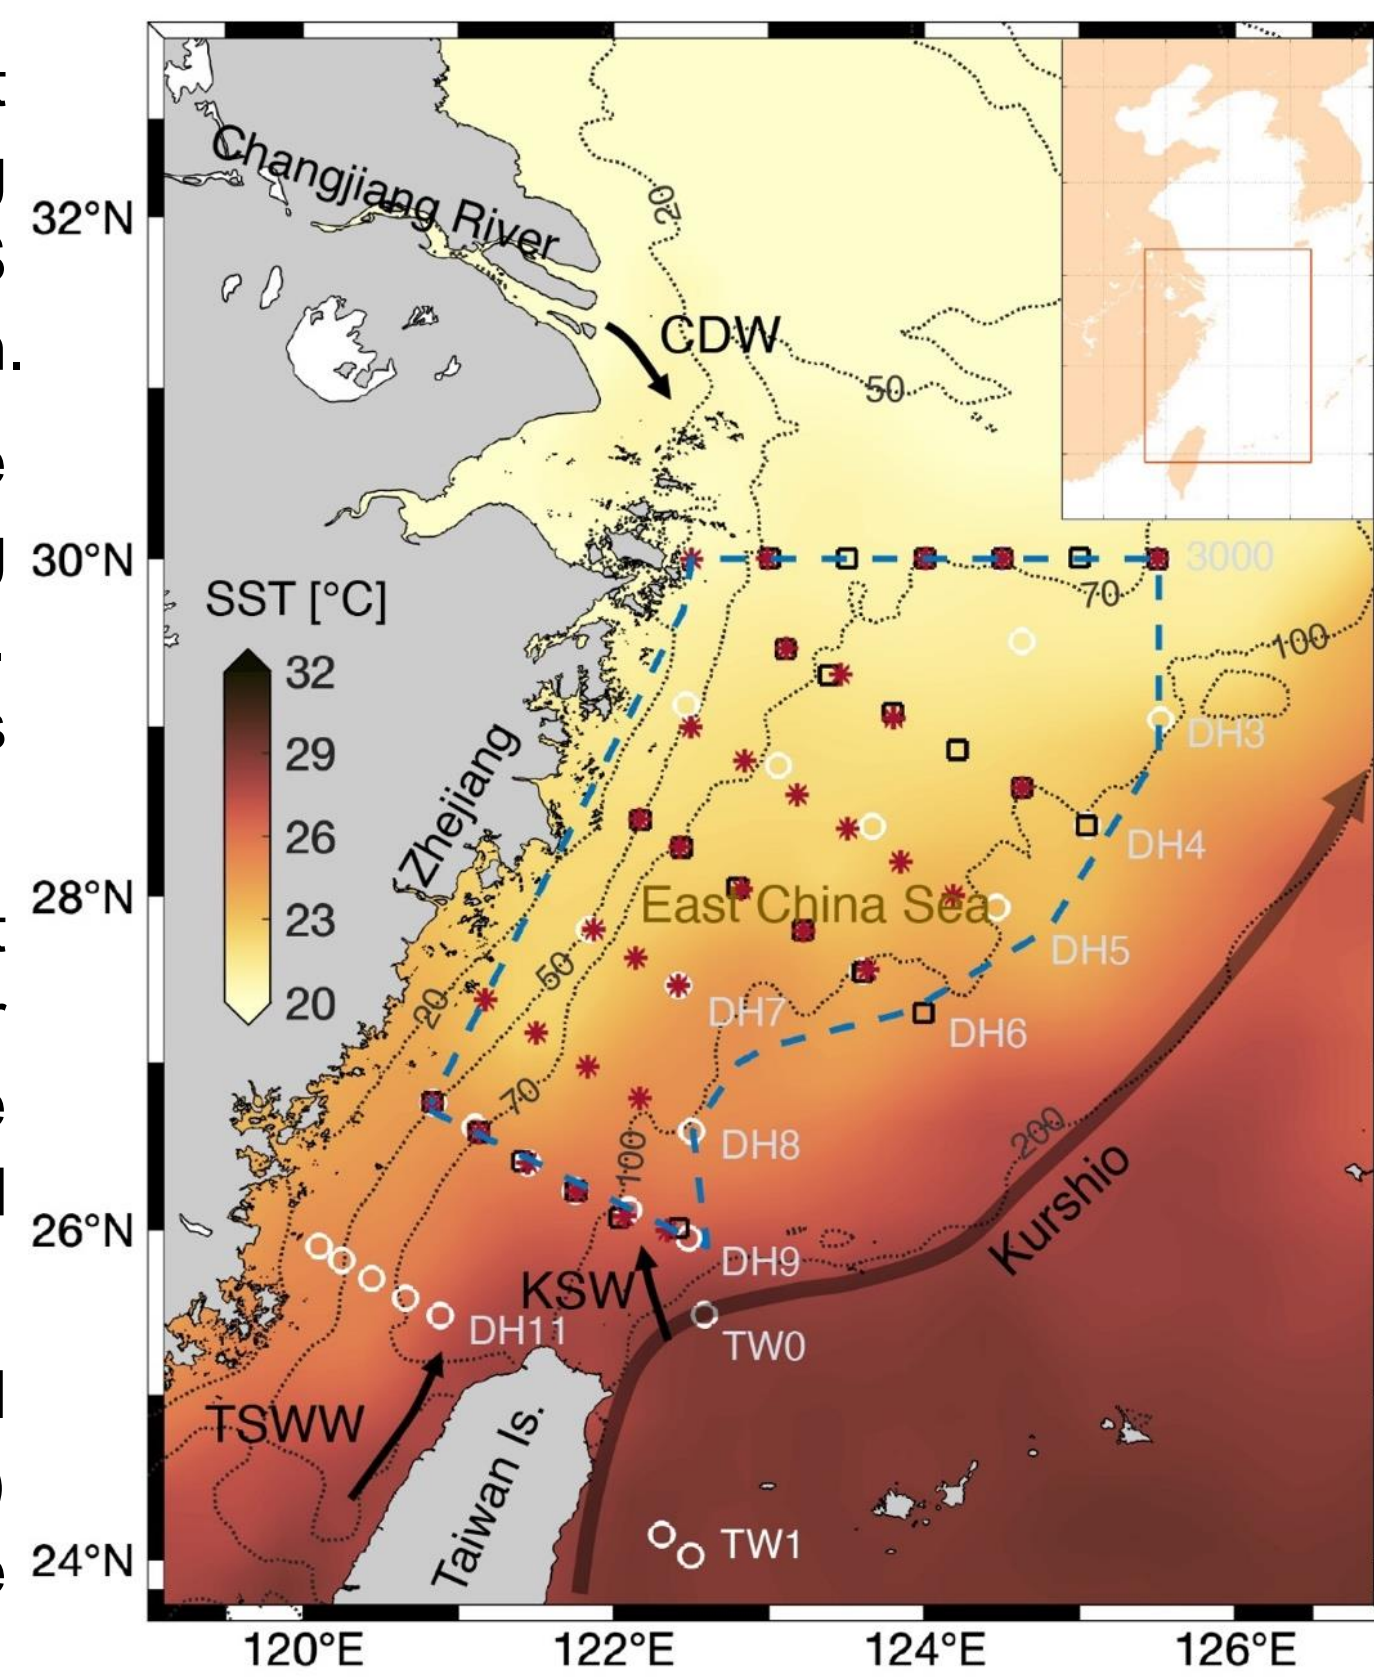 Changjiang River
32°N
20
CDW
50
30°N
3000
70
SST [°C]
100
32
29
26
23
20
DH3
Zhejiang
DH4
28°N
East China Sea
DH5
50
20
DH7
DH6
70
100
DH8
200
Kurshio
26°N
DH9
KSW
DH11
TW0
TSWW
Taiwan Is.
TW1
24°N
120°E
122°E
124°E
126°E